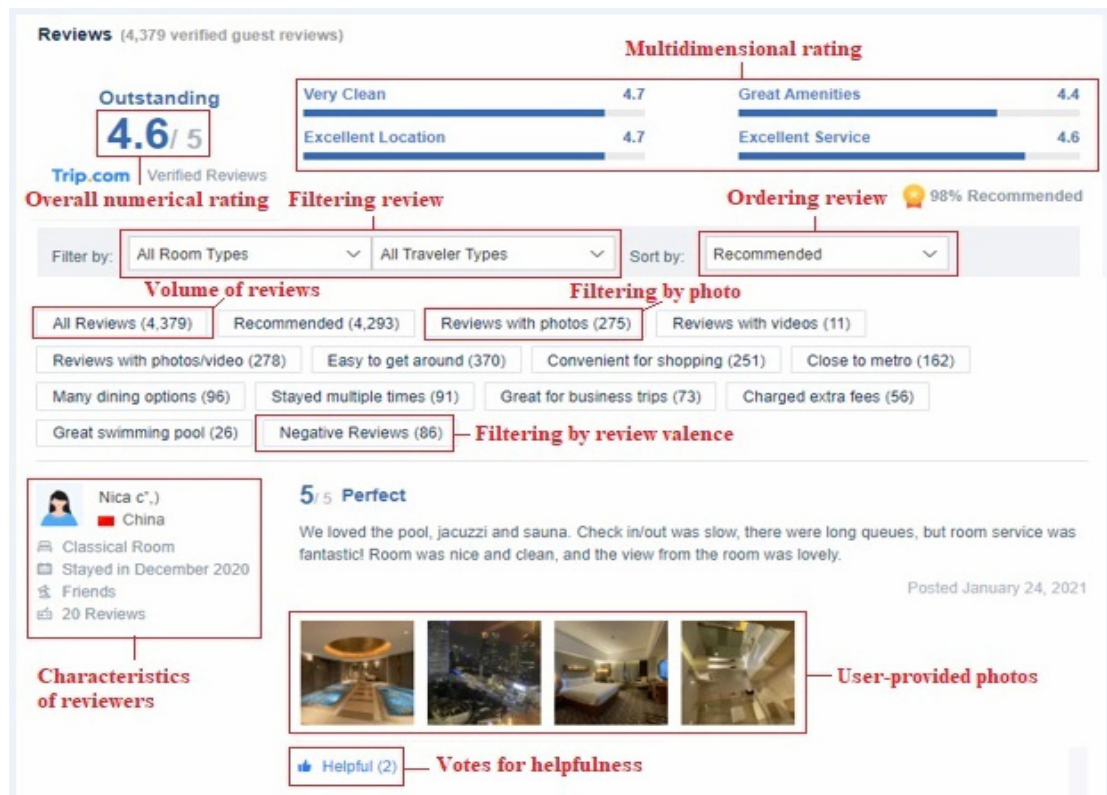 Reviews (4,379 verified guest reviews)
Multidimensional rating
Outstanding
4.6/ 5
Trip.com Verified Reviews
Very Clean 4.7 Great Amenities 4.4
Excellent Location 4.7 Excellent Service 4.6
Overall numerical rating Filtering review Ordering review 98% Recommended
Filter by: All Room Types All Traveler Types Sort by: Recommended
Volume of reviews Filtering by photo
All Reviews (4,379) Recommended (4,293) Reviews with photos (275) Reviews with videos (11)
Reviews with photos/video (278) Easy to get around (370) Convenient for shopping (251) Close to metro (162)
Many dining options (96) Stayed multiple times (91) Great for business trips (73) Charged extra fees (56)
Great swimming pool (26) Negative Reviews (86) Filtering by review valence
Nica c",)
China
Classical Room
Stayed in December 2020
Friends
20 Reviews
Characteristics
of reviewers
5/ 5 Perfect
We loved the pool, jacuzzi and sauna. Check in/out was slow, there were long queues, but room service was
fantastic! Room was nice and clean, and the view from the room was lovely.
Posted January 24, 2021
User-provided photos
Helpful (2) Votes for helpfulness